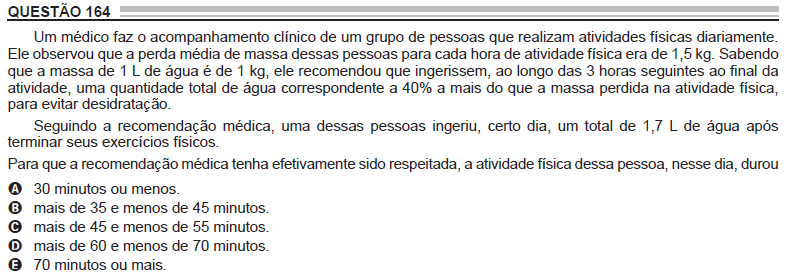 QUESTÃO 164
Um médico faz o acompanhamento clínico de um grupo de pessoas que realizam atividades físicas diariamente.
Ele observou que a perda média de massa dessas pessoas para cada hora de atividade física era de 1,5 kg. Sabendo
que a massa de 1 L de água é de 1 kg, ele recomendou que ingerissem, ao longo das 3 horas seguintes ao final da
atividade, uma quantidade total de água correspondente a 40% a mais do que a massa perdida na atividade física,
para evitar desidratação.
Seguindo a recomendação médica, uma dessas pessoas ingeriu, certo dia, um total de 1,7 L de água após
terminar seus exercícios físicos.
Para que a recomendação médica tenha efetivamente sido respeitada, a atividade física dessa pessoa, nesse dia, durou
A 30 minutos ou menos.
B mais de 35 e menos de 45 minutos.
C mais de 45 e menos de 55 minutos.
D mais de 60 e menos de 70 minutos.
E 70 minutos ou mais.